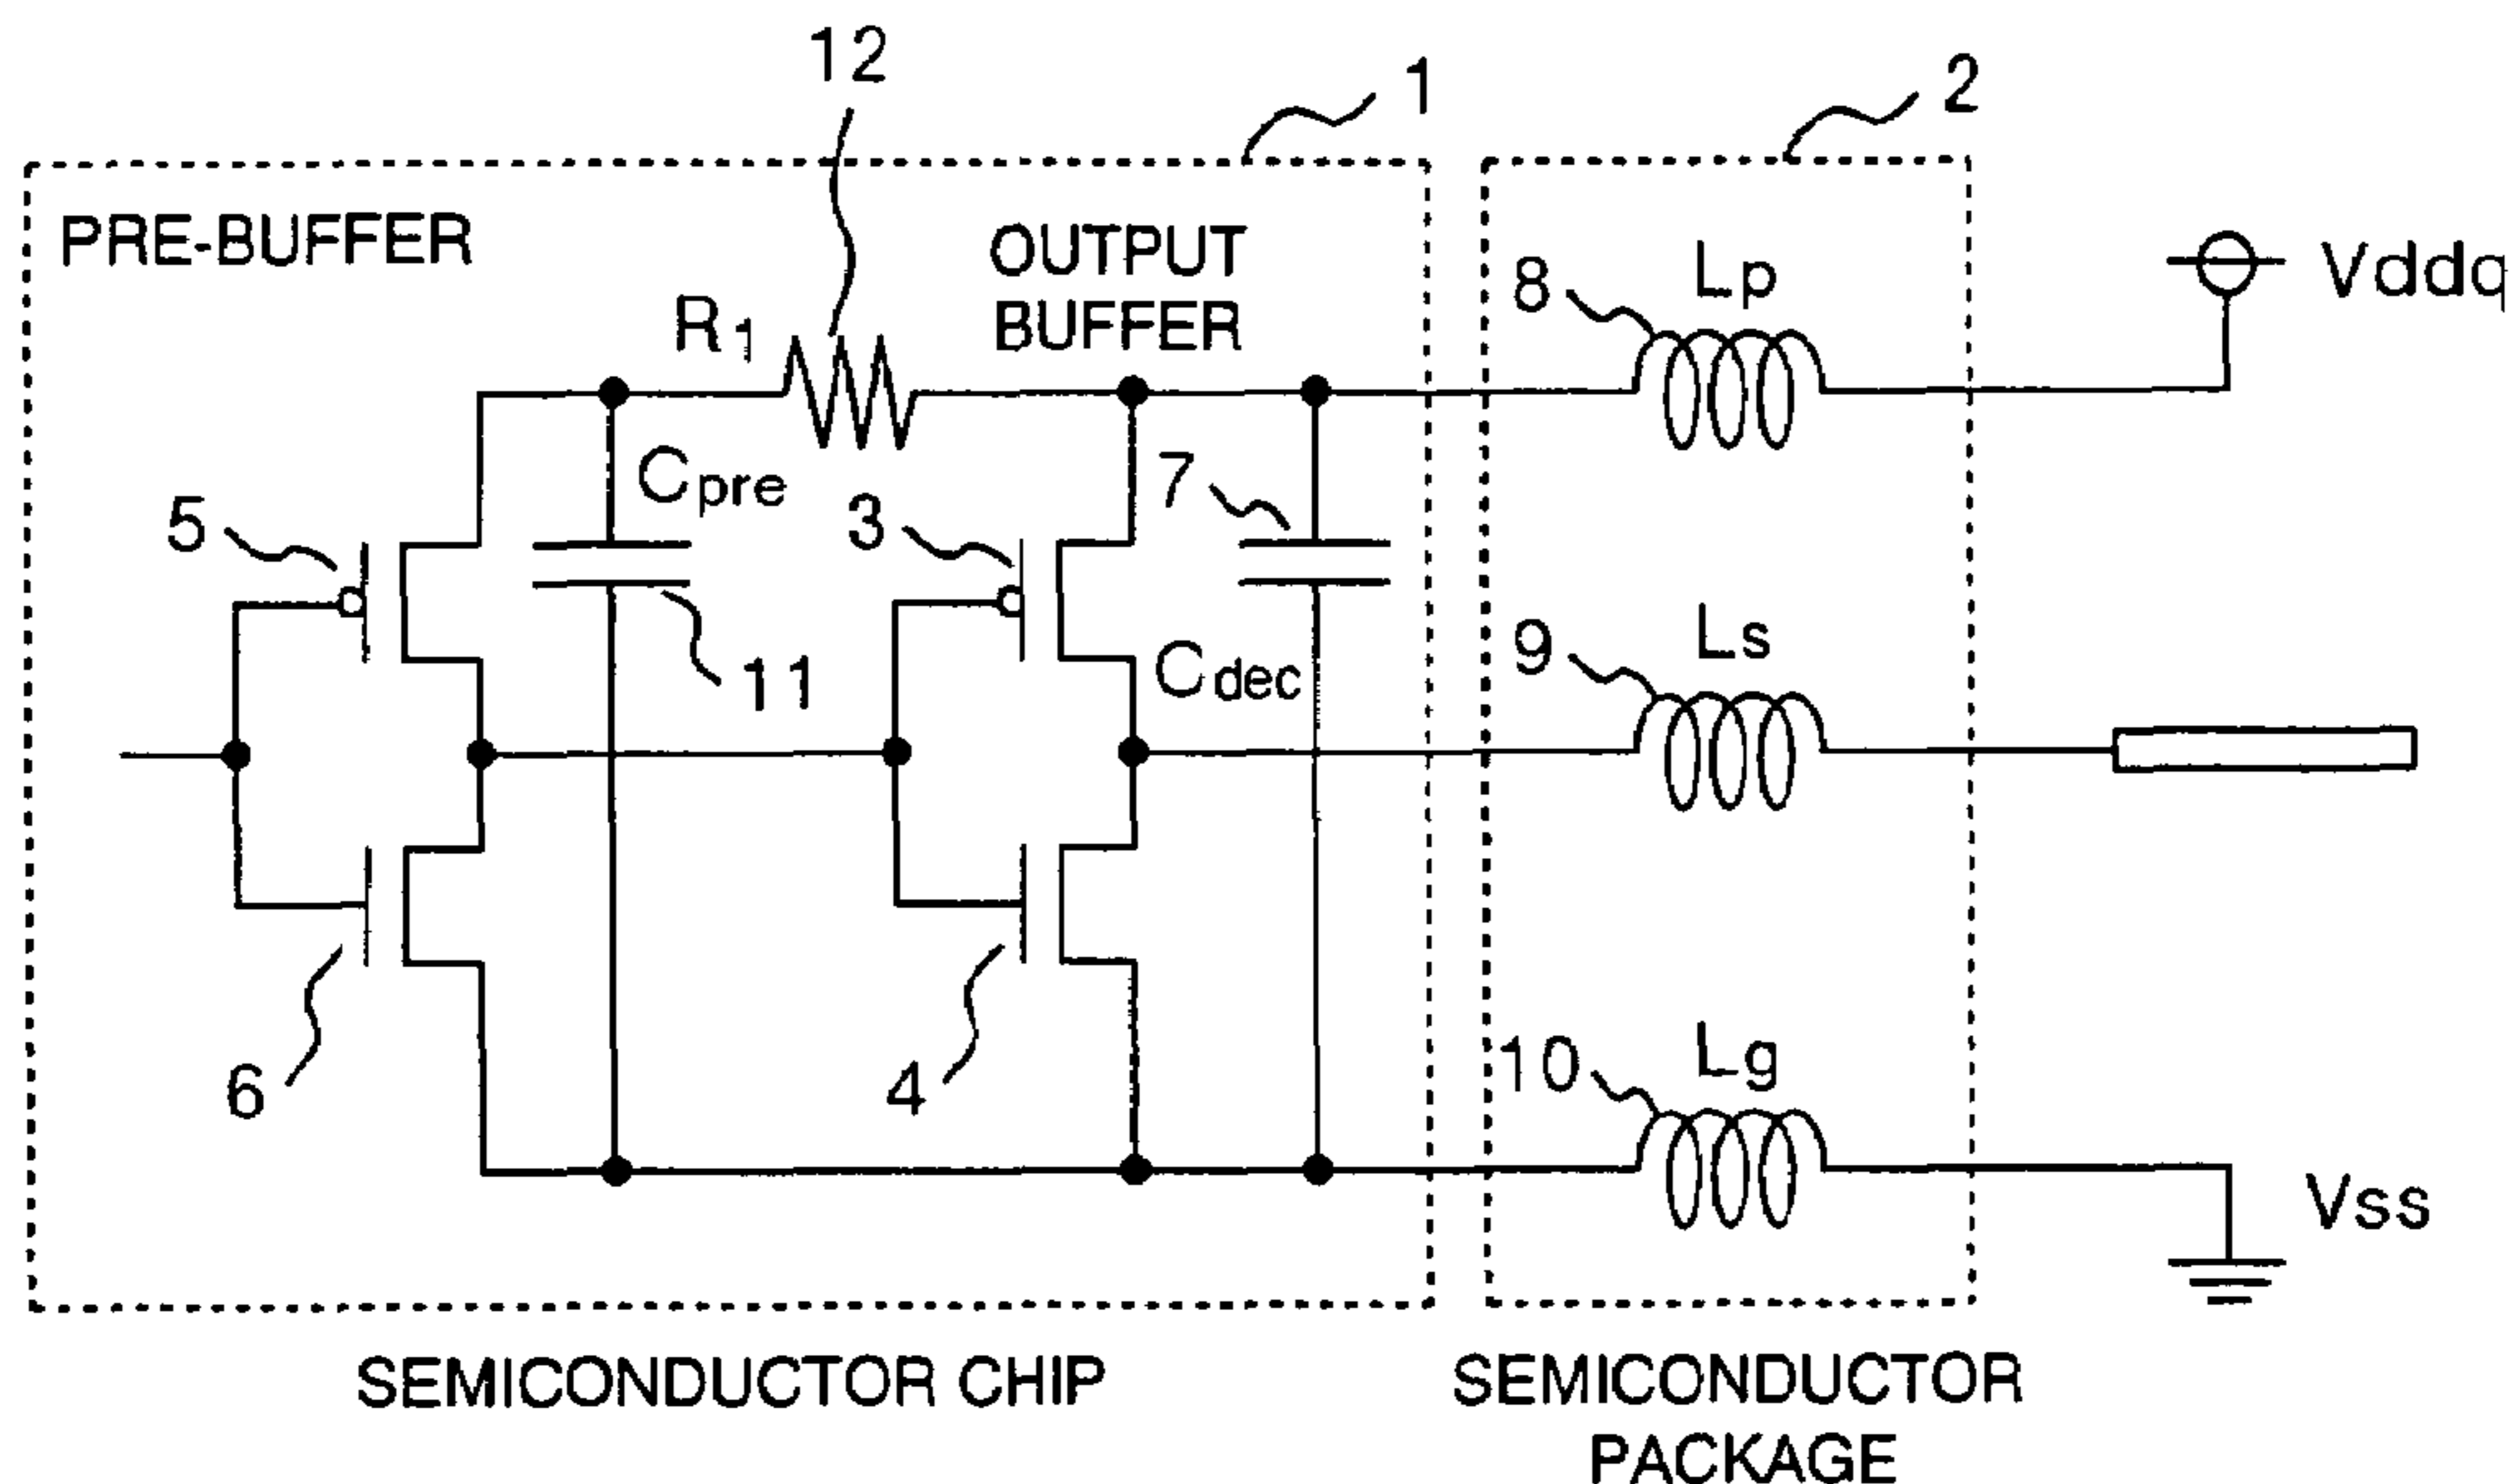 12
1
2
PRE-BUFFER
OUTPUT
BUFFER
R1
8
Lp
Vddq
Cpre
5
3
7
11
Cdec
9
Ls
6
4
10
Lg
Vss
SEMICONDUCTOR CHIP
SEMICONDUCTOR
PACKAGE